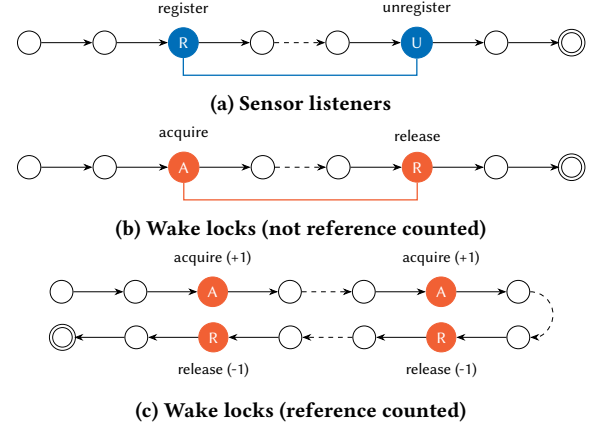 register unregister
R U
(a) Sensor listeners
acquire release
A R
(b) Wake locks (not reference counted)
acquire (+1) acquire (+1)
A A
R R
release (-1) release (-1)
(c) Wake locks (reference counted)